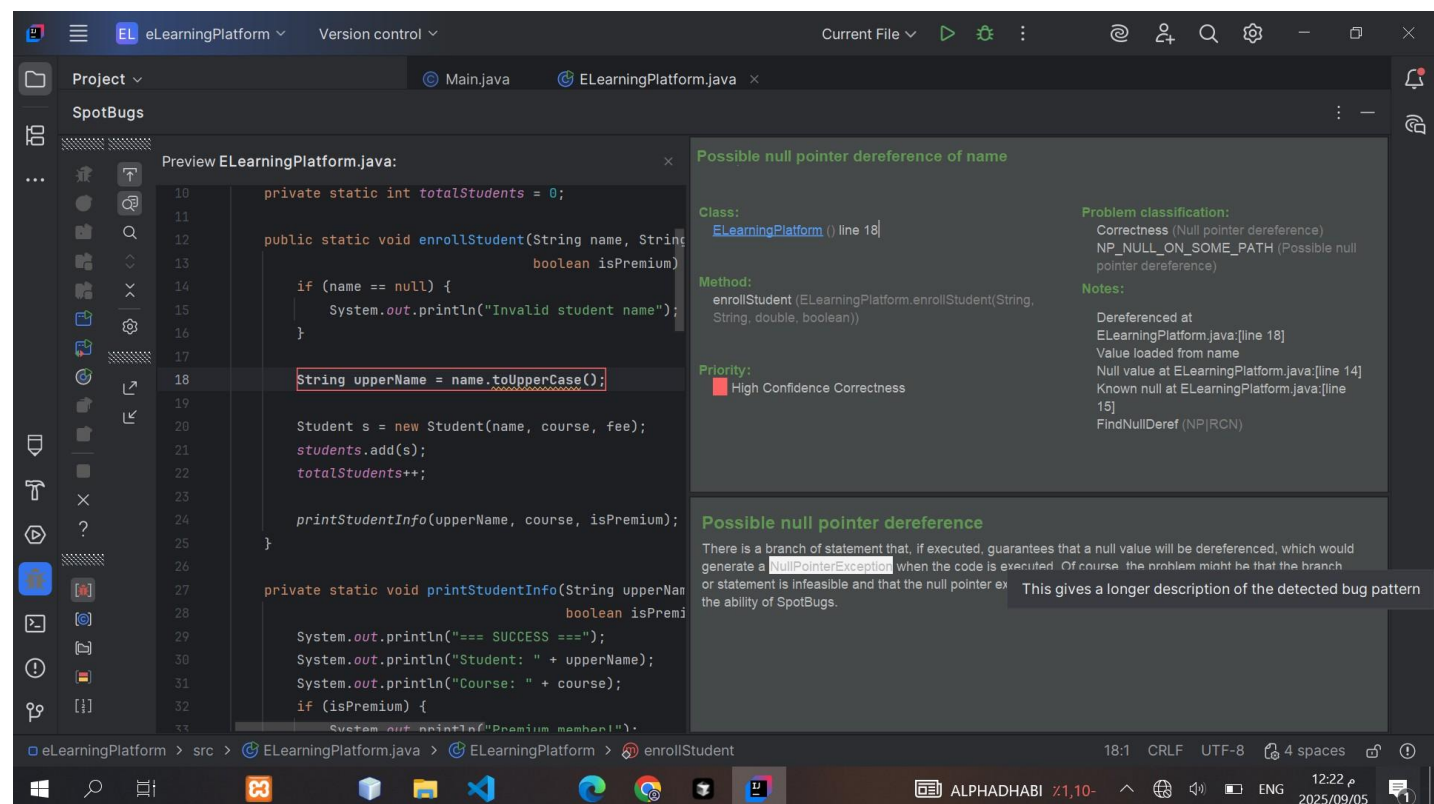 EL eLearningPlatform Version control Current File
Project Main.java ELearningPlatform.java
SpotBugs
Preview ELearningPlatform.java:
10 private static int totalStudents = 0;
11
12 public static void enrollStudent(String name, String
13 boolean isPremium)
14 if (name == null) {
15 System.out.println("Invalid student name");
16 }
17
18 String upperName = name.toUpperCase();
19
20 Student s = new Student(name, course, fee);
21 students.add(s);
22 totalStudents++;
23
24 printStudentInfo(upperName, course, isPremium);
25 }
26
27 private static void printStudentInfo(String upperNam
28 boolean isPremi
29 System.out.println("=== SUCCESS ===");
30 System.out.println("Student: " + upperName);
31 System.out.println("Course: " + course);
32 if (isPremium) {
33 System.out.println("Premium member!");
Possible null pointer dereference of name
Class:
ELearningPlatform () line 18
Method:
enrollStudent (ELearningPlatform.enrollStudent(String,
String, double, boolean))
Priority:
High Confidence Correctness
Problem classification:
Correctness (Null pointer dereference)
NP_NULL_ON_SOME_PATH (Possible null
pointer dereference)
Notes:
Dereferenced at
ELearningPlatform.java:[line 18]
Value loaded from name
Null value at ELearningPlatform.java:[line 14]
Known null at ELearningPlatform.java:[line
15]
FindNullDeref (NP|RCN)
Possible null pointer dereference
There is a branch of statement that, if executed, guarantees that a null value will be dereferenced, which would
generate a NullPointerException when the code is executed. Of course, the problem might be that the branch
or statement is infeasible and that the null pointer ex
the ability of SpotBugs.
This gives a longer description of the detected bug pattern
eLearningPlatform > src > ELearningPlatform.java > ELearningPlatform > enrollStudent 18:1 CRLF UTF-8 4 spaces
ALPHADHABI ٪1,10- ENG 12:22 م
2025/09/05